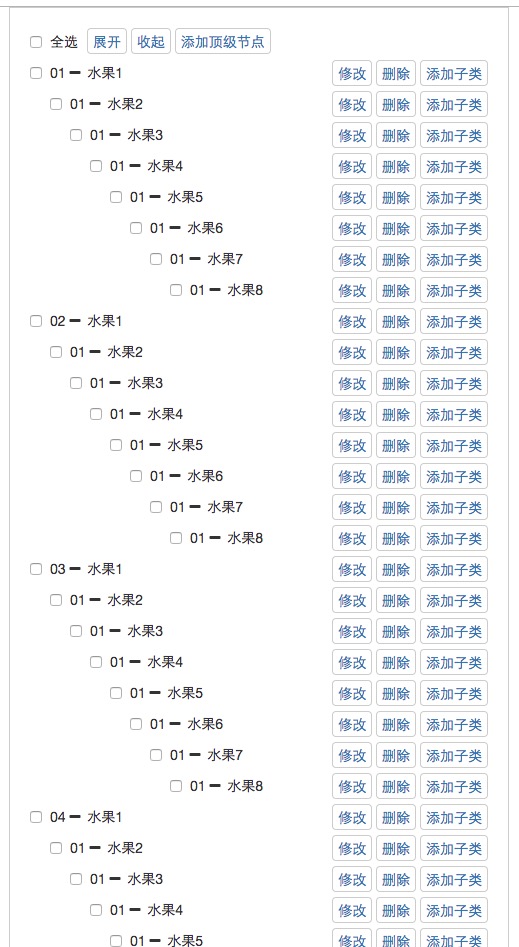 全选 展开 收起 添加顶级节点
01 水果1 修改 删除 添加子类
01 水果2 修改 删除 添加子类
01 水果3 修改 删除 添加子类
01 水果4 修改 删除 添加子类
01 水果5 修改 删除 添加子类
01 水果6 修改 删除 添加子类
01 水果7 修改 删除 添加子类
01 水果8 修改 删除 添加子类
02 水果1 修改 删除 添加子类
01 水果2 修改 删除 添加子类
01 水果3 修改 删除 添加子类
01 水果4 修改 删除 添加子类
01 水果5 修改 删除 添加子类
01 水果6 修改 删除 添加子类
01 水果7 修改 删除 添加子类
01 水果8 修改 删除 添加子类
03 水果1 修改 删除 添加子类
01 水果2 修改 删除 添加子类
01 水果3 修改 删除 添加子类
01 水果4 修改 删除 添加子类
01 水果5 修改 删除 添加子类
01 水果6 修改 删除 添加子类
01 水果7 修改 删除 添加子类
01 水果8 修改 删除 添加子类
04 水果1 修改 删除 添加子类
01 水果2 修改 删除 添加子类
01 水果3 修改 删除 添加子类
01 水果4 修改 删除 添加子类
01 水果5 修改 删除 添加子类